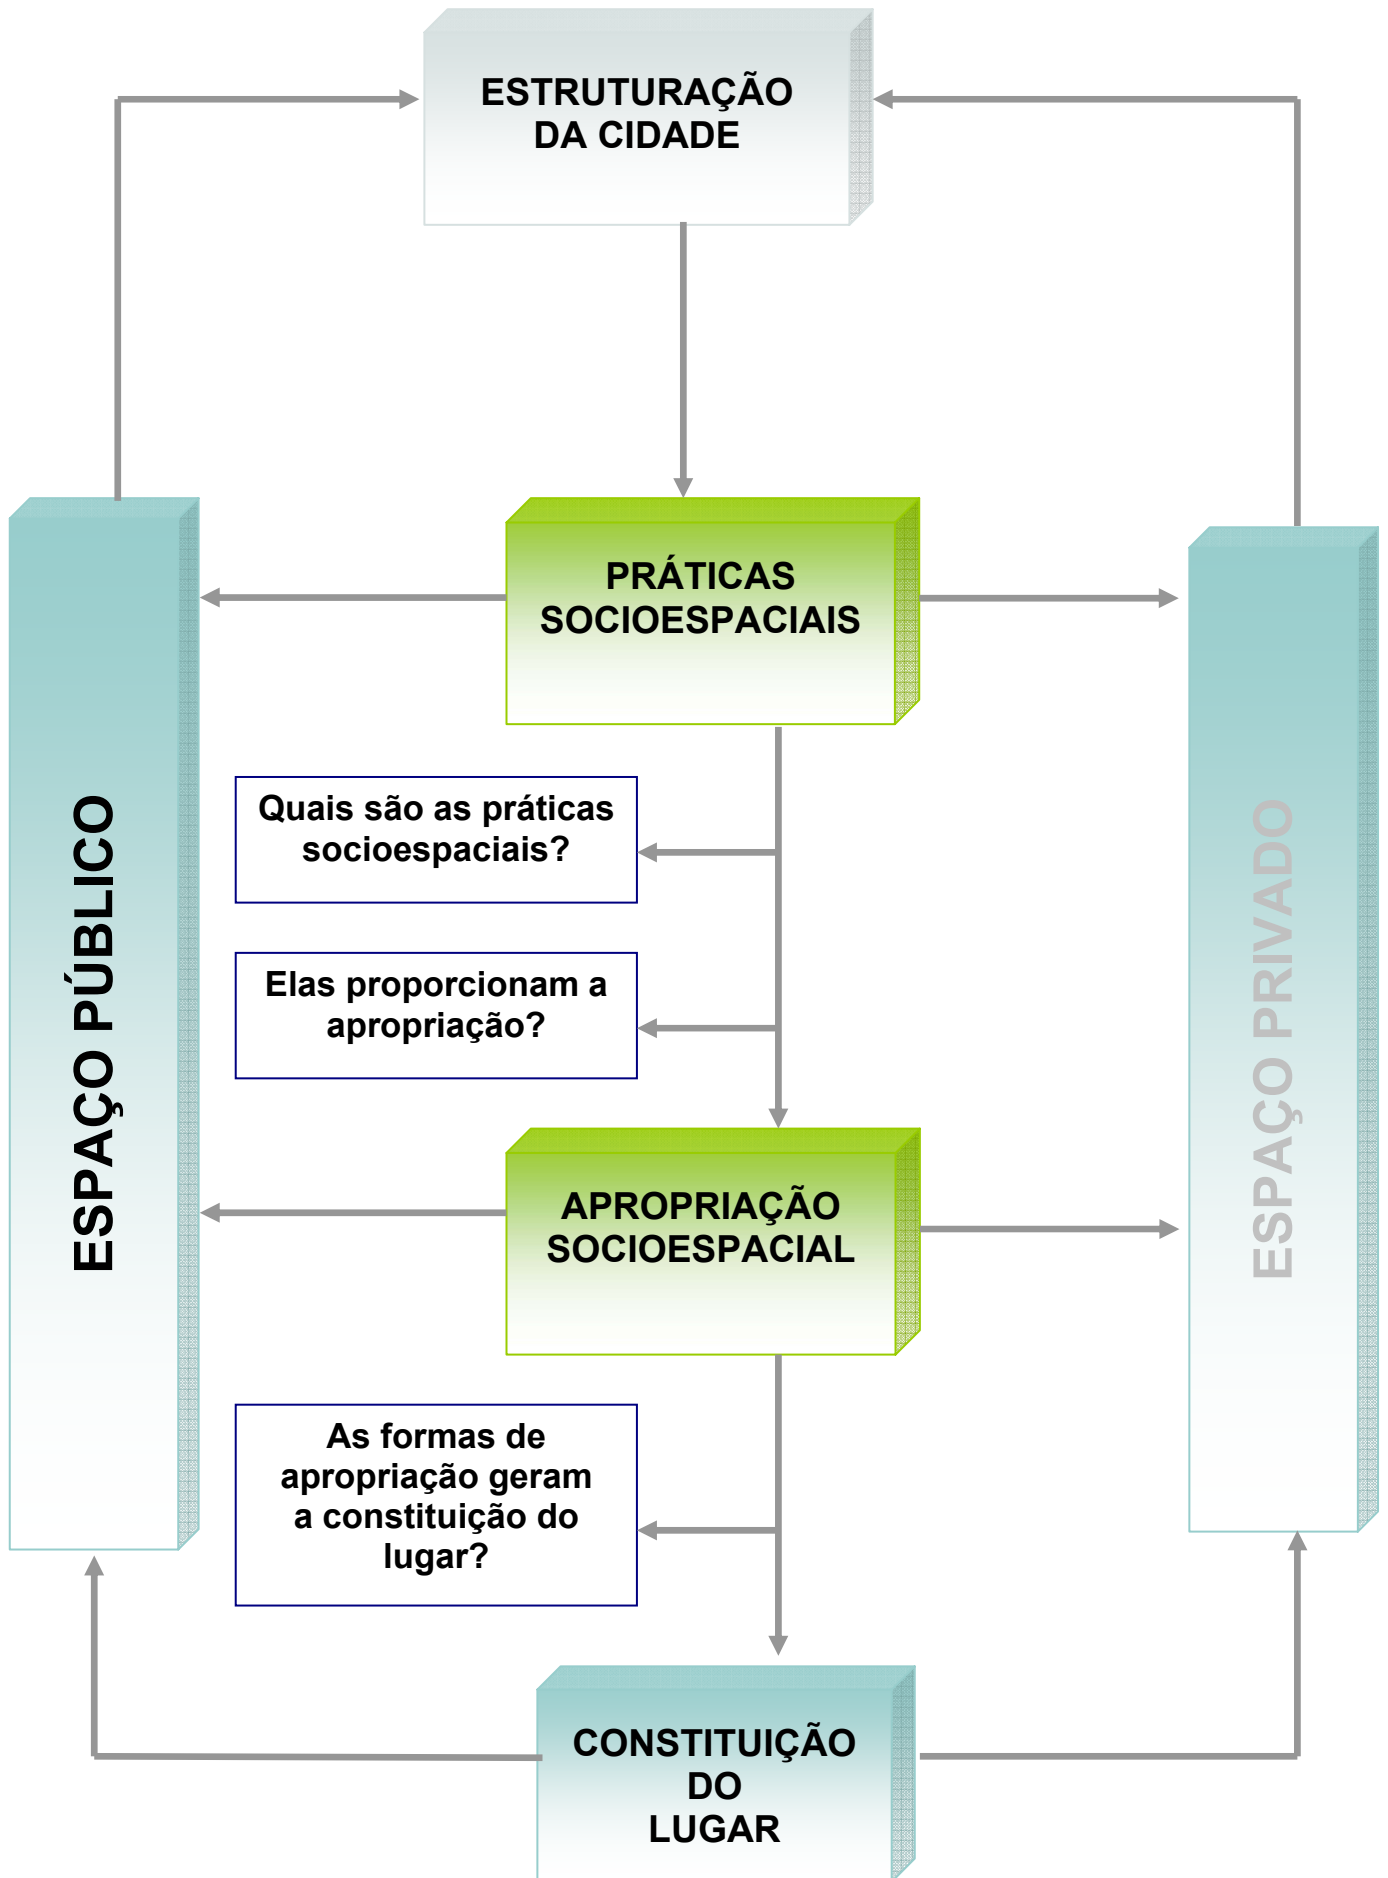 ESTRUTURAÇÃO
DA CIDADE
PRÁTICAS
SOCIOESPACIAIS
Quais são as práticas
socioespaciais?
Elas proporcionam a
apropriação?
ESPAÇO PÚBLICO
ESPAÇO PRIVADO
APROPRIAÇÃO
SOCIOESPACIAL
As formas de
apropriação geram
a constituição do
lugar?
CONSTITUIÇÃO
DO
LUGAR